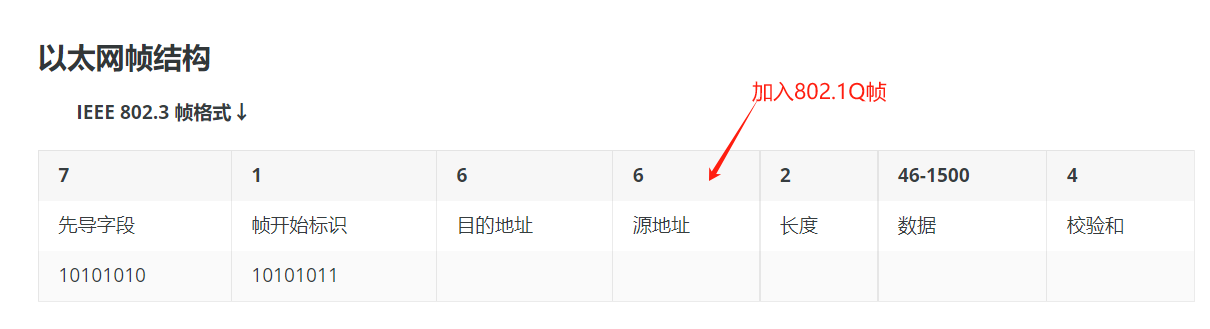 以太网帧结构
加入802.1Q帧
IEEE 802.3 帧格式↓
7 1 6 6 2 46-1500 4
先导字段 帧开始标识 目的地址 源地址 长度 数据 校验和
10101010 10101011